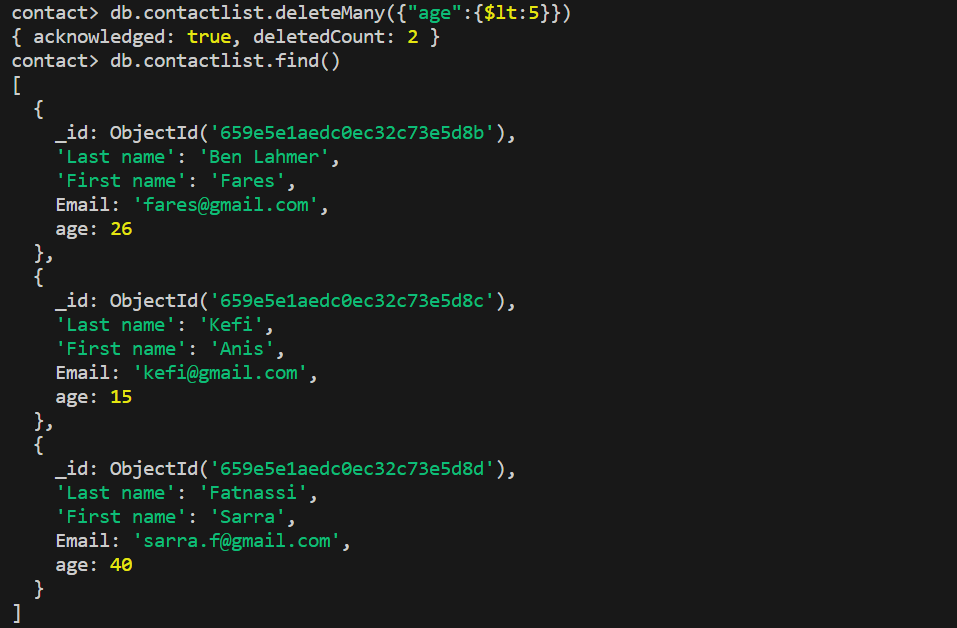 contact> db.contactlist.deleteMany({"age":{$lt:5}})
{ acknowledged: true, deletedCount: 2 }
contact> db.contactlist.find()
[
  {
    _id: ObjectId('659e5e1aedc0ec32c73e5d8b'),
    'Last name': 'Ben Lahmer',
    'First name': 'Fares',
    Email: 'fares@gmail.com',
    age: 26
  },
  {
    _id: ObjectId('659e5e1aedc0ec32c73e5d8c'),
    'Last name': 'Kefi',
    'First name': 'Anis',
    Email: 'kefi@gmail.com',
    age: 15
  },
  {
    _id: ObjectId('659e5e1aedc0ec32c73e5d8d'),
    'Last name': 'Fatnassi',
    'First name': 'Sarra',
    Email: 'sarra.f@gmail.com',
    age: 40
  }
]